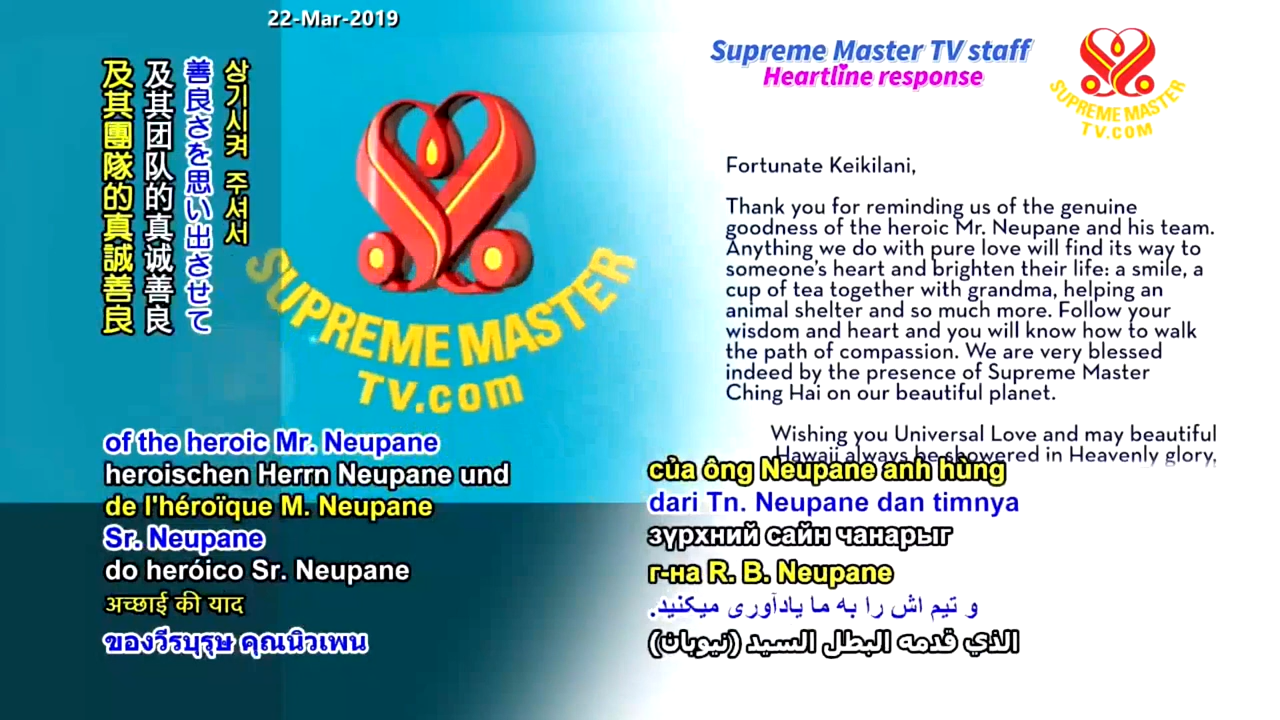 22-Mar-2019
Supreme Master TV staff
Heartline response
SUPREME MASTER
TV.COM
상기시켜 주셔서
善良さを思い出させて
及其团队的真诚善良
及其團隊的真誠善良
SUPREME MASTER
TV.com
Fortunate Keikilani,
Thank you for reminding us of the genuine
goodness of the heroic Mr. Neupane and his team.
Anything we do with pure love will find its way to
someone's heart and brighten their life: a smile, a
cup of tea together with grandma, helping an
animal shelter and so much more. Follow your
wisdom and heart and you will know how to walk
the path of compassion. We are very blessed
indeed by the presence of Supreme Master
Ching Hai on our beautiful planet.
Wishing you Universal Love and may beautiful
Hawaii always be showered in Heavenly glory,
of the heroic Mr. Neupane
heroischen Herrn Neupane und
de l'héroïque M. Neupane
Sr. Neupane
do heróico Sr. Neupane
अच्छाई की याद
ของวีรบุรุษ คุณนิวเพน
của ông Neupane anh hùng
dari Tn. Neupane dan timnya
зүрхний сайн чанарыг
г-на R. B. Neupane
و تیم اش را به ما یادآوری میکنید.
الذي قدمه البطل السيد (نيوبان)